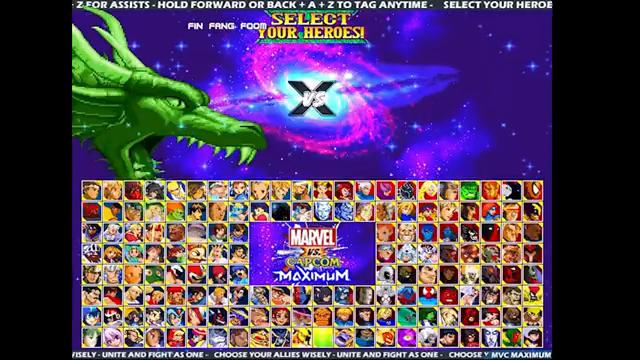 - Z FOR ASSISTS - HOLD FORWARD OR BACK + A + Z TO TAG ANYTIME - SELECT YOUR HEROE
FIN FANG FOOM
SELECT
YOUR HEROES!
X
VS
MARVEL
VS.
CAPCOM
MAXIMUM
WISELY - UNITE AND FIGHT AS ONE - CHOOSE YOUR ALLIES WISELY - UNITE AND FIGHT AS ONE - CHOOSE Y MVC MAXIMUM